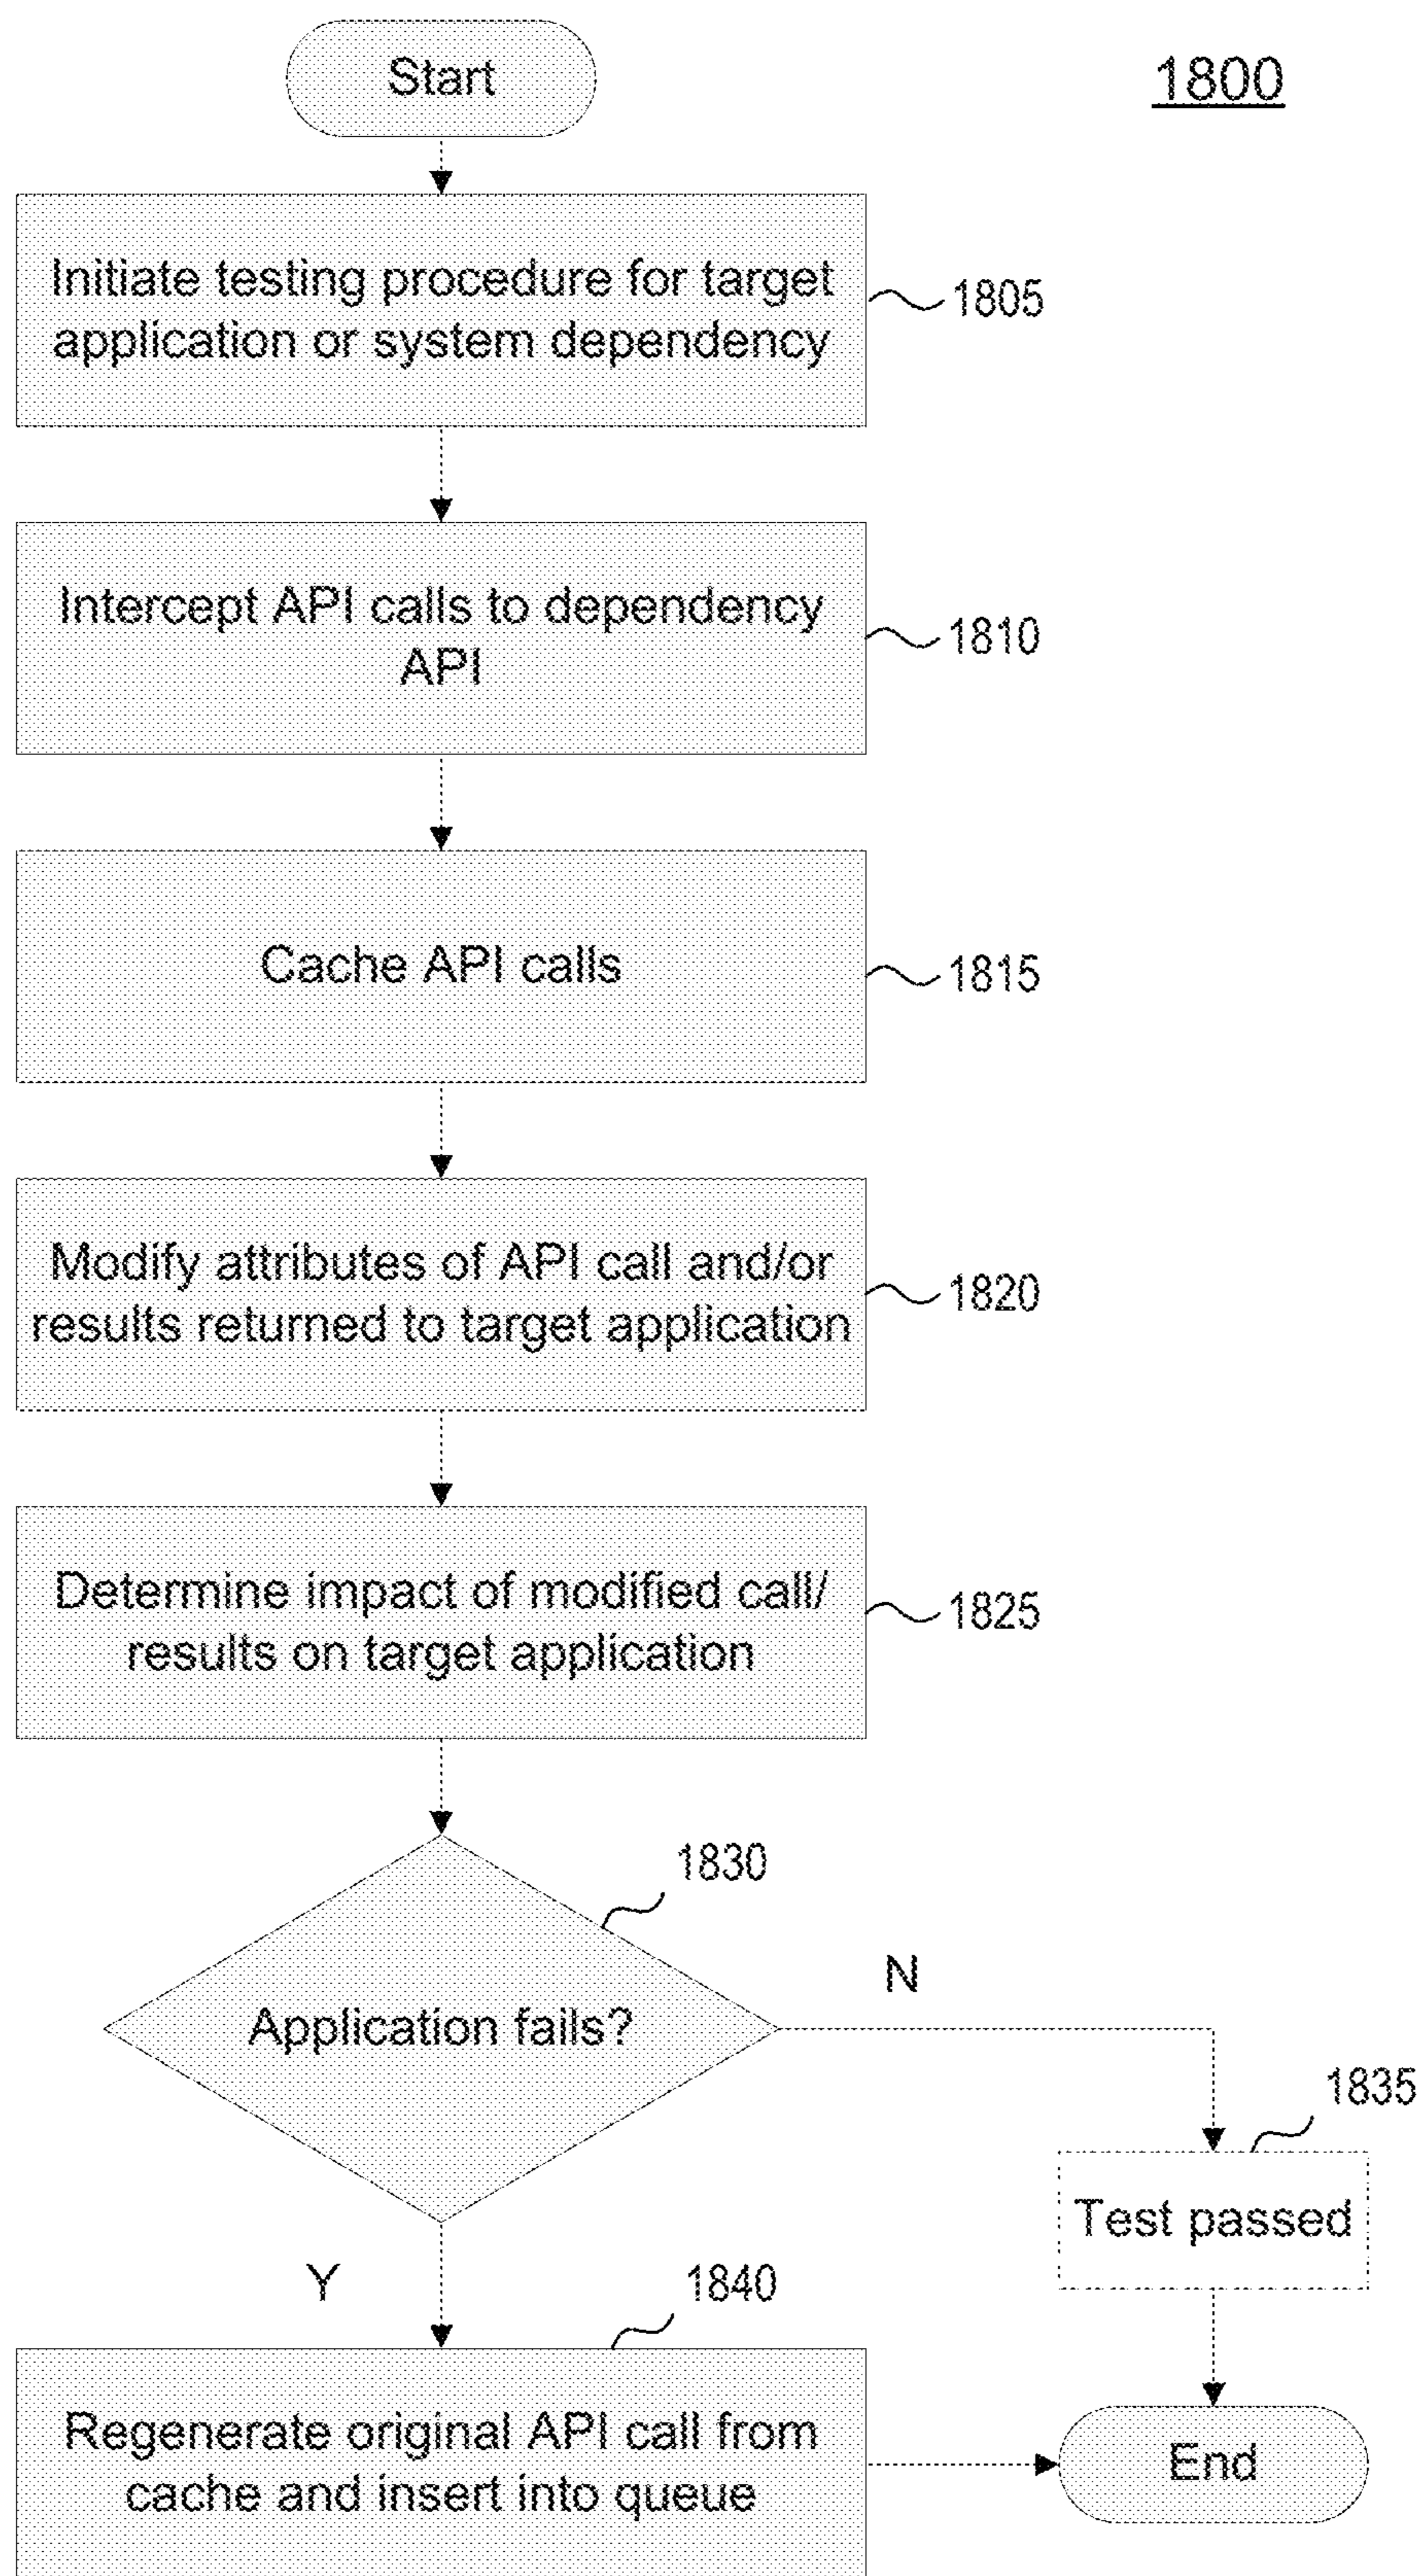 Start
1800
Initiate testing procedure for target
application or system dependency
1805
Intercept API calls to dependency
API
1810
Cache API calls
1815
Modify attributes of API call and/or
results returned to target application
1820
Determine impact of modified call/
results on target application
1825
1830
Application fails?
N
1835
Test passed
Y
1840
Regenerate original API call from
cache and insert into queue
End